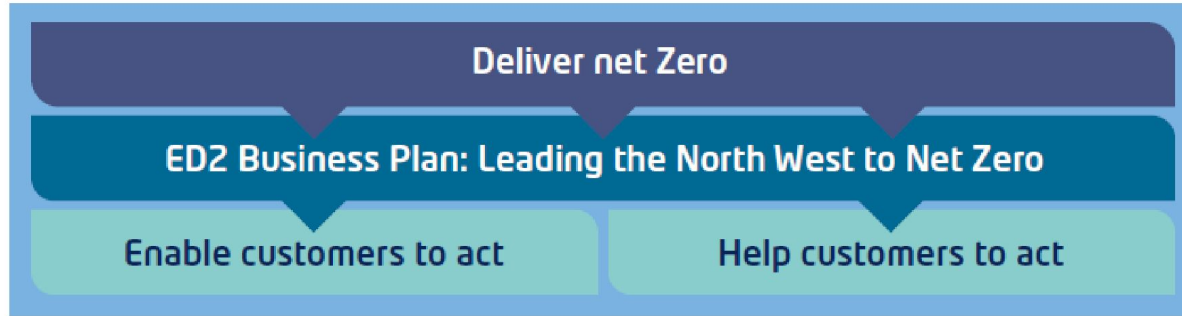 Deliver net Zero
ED2 Business Plan: Leading the North West to Net Zero
Enable customers to act
Help customers to act